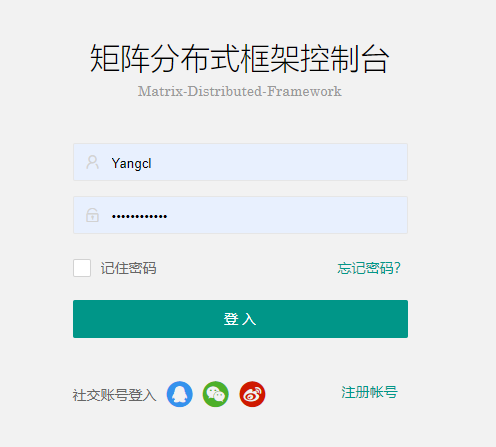 矩阵分布式框架控制台
Matrix-Distributed-Framework
Yangcl
••••••••••••
记住密码 忘记密码?
登入
社交账号登入 注册帐号